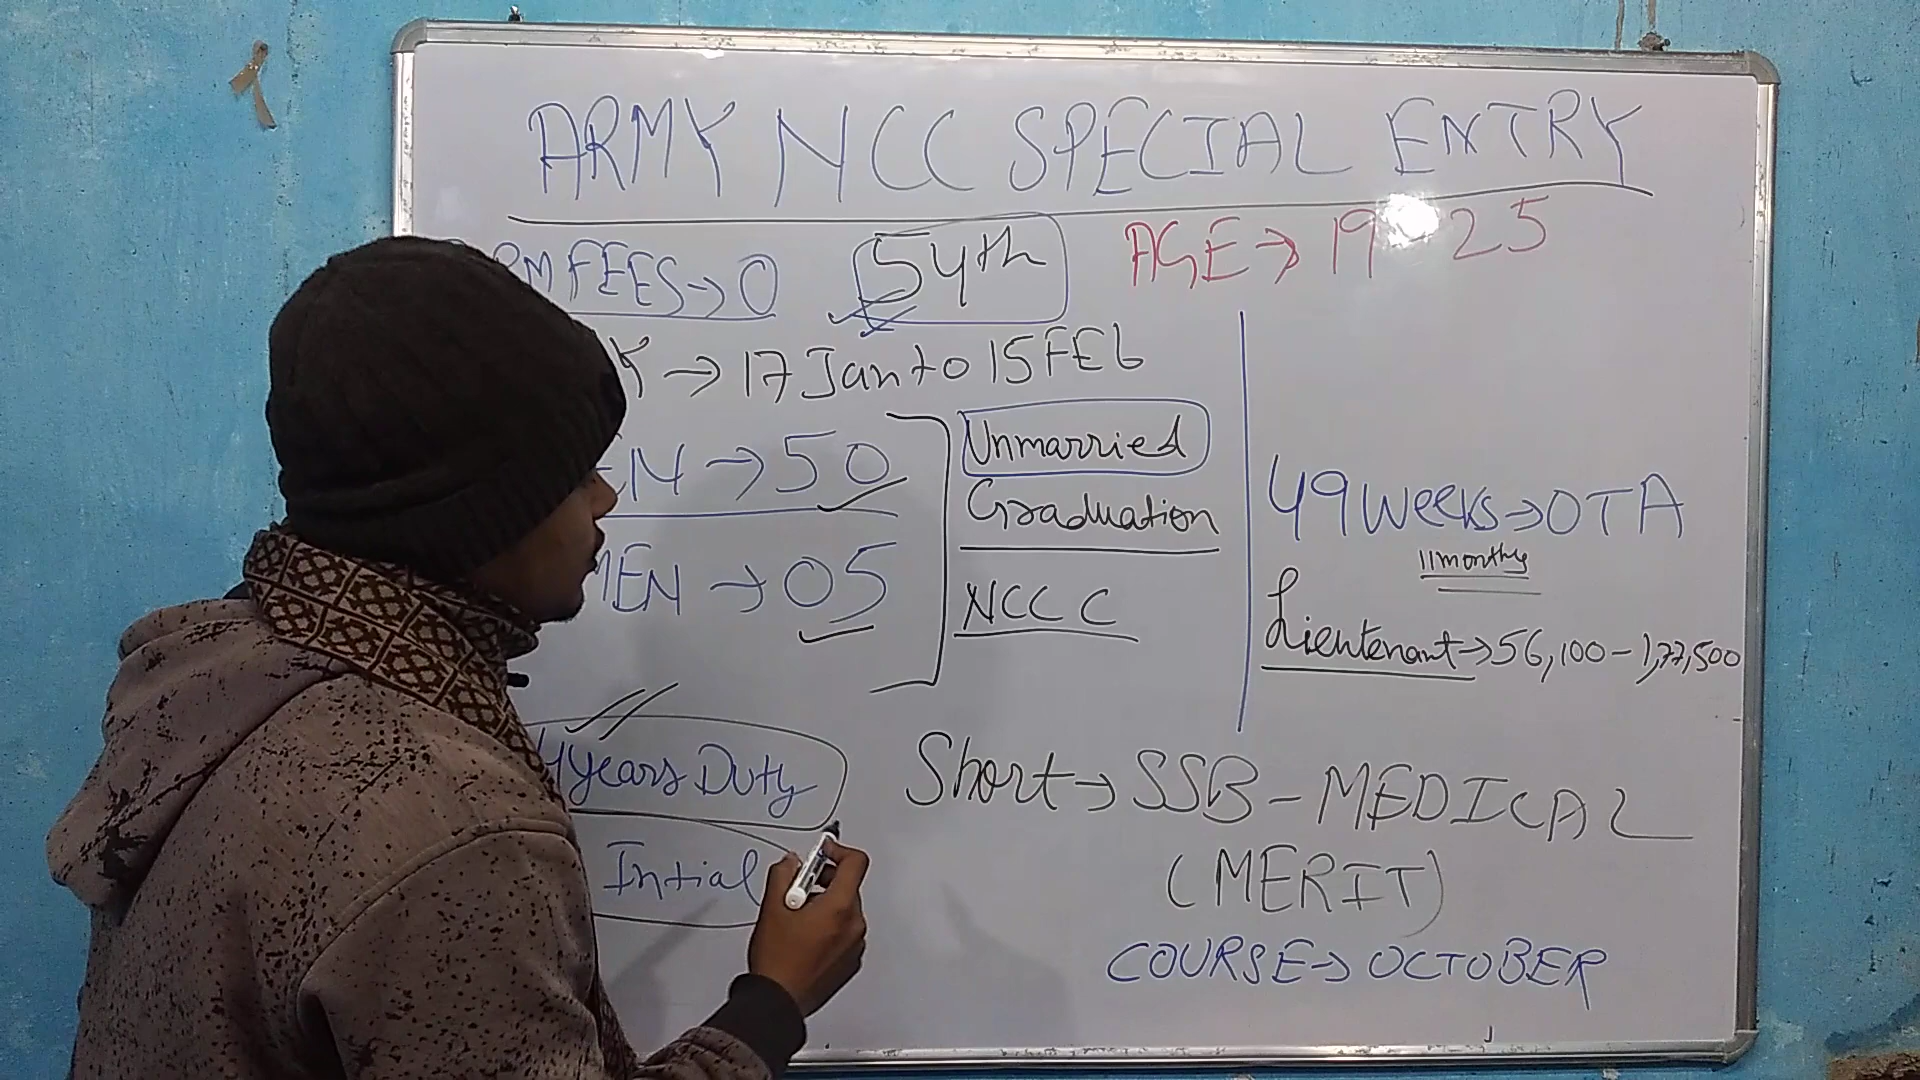 ARMY NCC SPECIAL ENTRY
FEES → 0 54th AGE → 19 - 25
→ 17 Jan to 15 FEb
→ 50
→ 05
Unmarried
Graduation
NCC C
49 Weeks → OTA
11 months
Lieutenant → 56,100 - 1,77,500
years Duty
Intial
Short → SSB - MEDICAL
(MERIT)
COURSE → OCTOBER